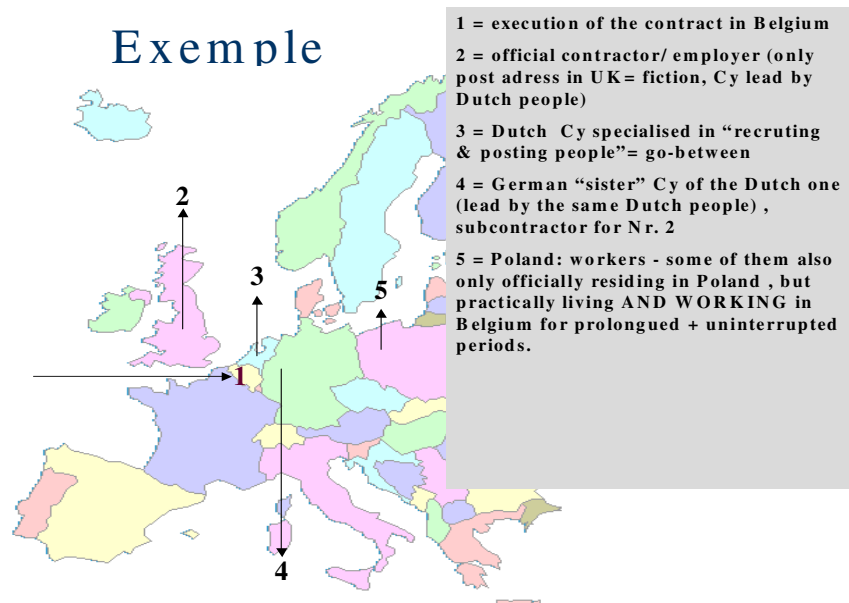 Exemple
1 = execution of the contract in Belgium
2 = official contractor/ employer (only
post adress in UK= fiction, Cy lead by
Dutch people)
3 = Dutch Cy specialised in “recruting
& posting people”= go-between
4 = German “sister” Cy of the Dutch one
(lead by the same Dutch people) ,
subcontractor for Nr. 2
5 = Poland: workers - some of them also
only officially residing in Poland , but
practically living AND WORKING in
Belgium for prolongued + uninterrupted
periods.
2
3
5
1
4